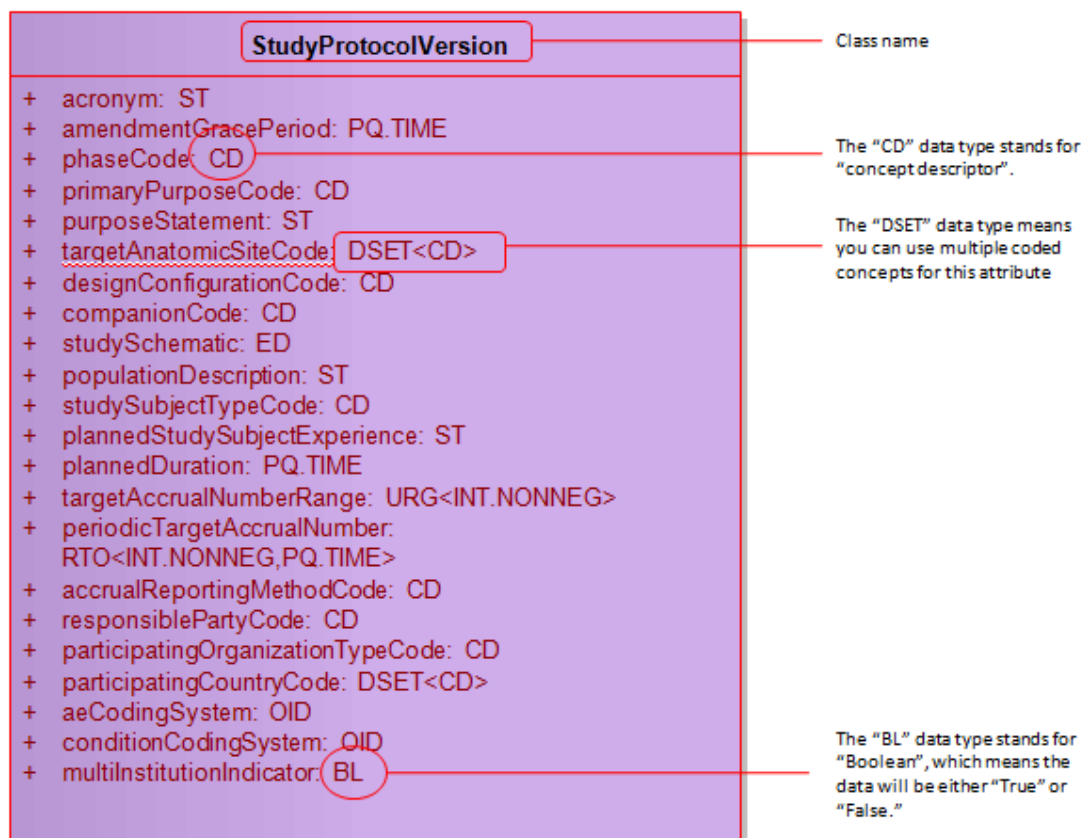 StudyProtocolVersion
Class name
+ acronym: ST
+ amendmentGracePeriod: PQ.TIME
+ phaseCode: CD
The “CD” data type stands for
“concept descriptor”.
+ primaryPurposeCode: CD
+ purposeStatement: ST
+ targetAnatomicSiteCode: DSET<CD>
The “DSET” data type means
you can use multiple coded
concepts for this attribute
+ designConfigurationCode: CD
+ companionCode: CD
+ studySchematic: ED
+ populationDescription: ST
+ studySubjectTypeCode: CD
+ plannedStudySubjectExperience: ST
+ plannedDuration: PQ.TIME
+ targetAccrualNumberRange: URG<INT.NONNEG>
+ periodicTargetAccrualNumber:
RTO<INT.NONNEG,PQ.TIME>
+ accrualReportingMethodCode: CD
+ responsiblePartyCode: CD
+ participatingOrganizationTypeCode: CD
+ participatingCountryCode: DSET<CD>
+ aeCodingSystem: OID
+ conditionCodingSystem: OID
+ multiInstitutionIndicator: BL
The “BL” data type stands for
“Boolean”, which means the
data will be either “True” or
“False.”